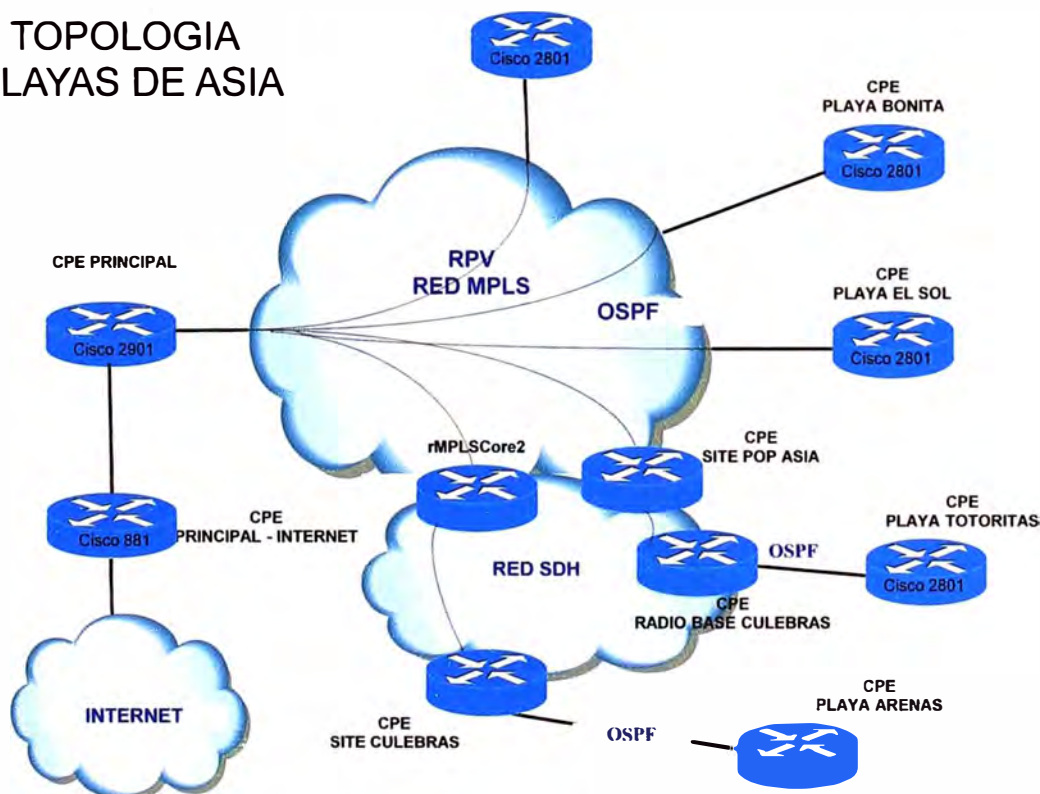 TOPOLOGIA
LAYAS DE ASIA
Cisco 2801
CPE
PLAYA BONITA
Cisco 2801
CPE PRINCIPAL
Cisco 2901
RPV
RED MPLS
OSPF
CPE
PLAYA EL SOL
Cisco 2801
rMPLSCore2
CPE
SITE POP ASIA
Cisco 881
CPE
PRINCIPAL - INTERNET
RED SDH
OSPF
CPE
PLAYA TOTORITAS
Cisco 2801
CPE
RADIO BASE CULEBRAS
INTERNET
CPE
SITE CULEBRAS
OSPF
CPE
PLAYA ARENAS